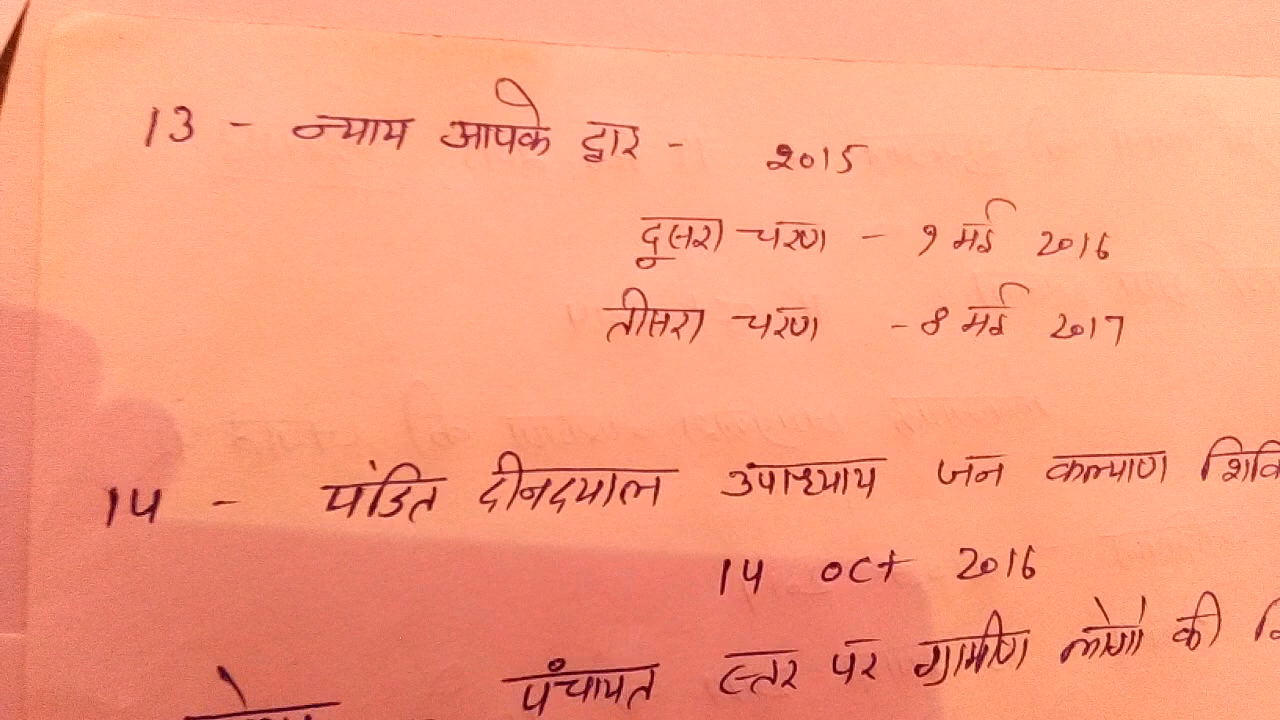 13 - न्याय आपके द्वार - 2015
दूसरा चरण - 9 मई 2016
तीसरा चरण - 8 मई 2017
14 - पंडित दीनदयाल उपाध्याय जन कल्याण
14 Oct 2016
पंचायत स्तर पर ग्रामीण लोगो की